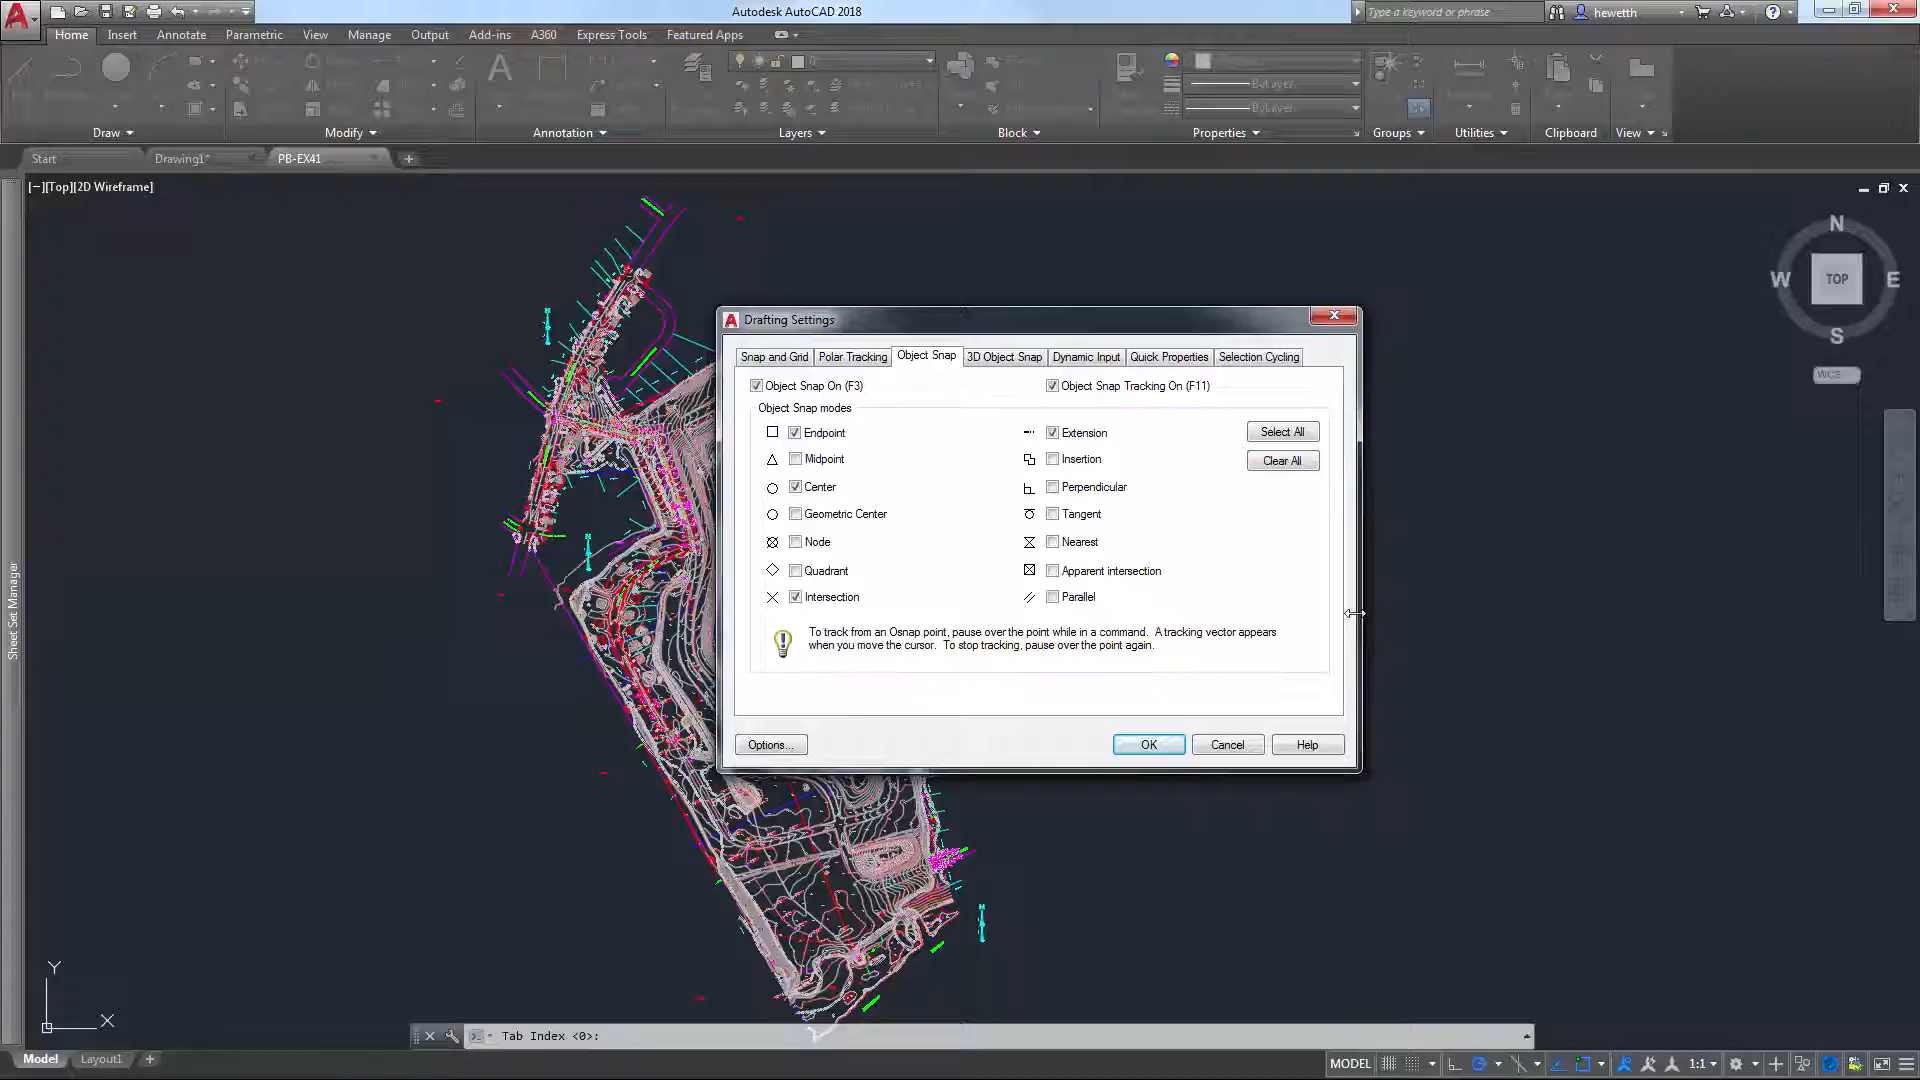 Autodesk AutoCAD 2018
Type a keyword or phrase
hewetth
Home Insert Annotate Parametric View Manage Output Add-ins A360 Express Tools Featured Apps
ByLayer
ByLayer
Draw Modify Annotation Layers Block Properties Groups Utilities Clipboard View
Start Drawing1* PB-EX41
[−][Top][2D Wireframe]
N
W TOP E
S
WCS
Sheet Set Manager
Drafting Settings
Snap and Grid Polar Tracking Object Snap 3D Object Snap Dynamic Input Quick Properties Selection Cycling
Object Snap On (F3) Object Snap Tracking On (F11)
Object Snap modes
Endpoint Extension Select All
Midpoint Insertion Clear All
Center Perpendicular
Geometric Center Tangent
Node Nearest
Quadrant Apparent intersection
Intersection Parallel
To track from an Osnap point, pause over the point while in a command. A tracking vector appears
when you move the cursor. To stop tracking, pause over the point again.
Options... OK Cancel Help
Y
X
Tab Index <0>:
Model Layout1
MODEL 1:1